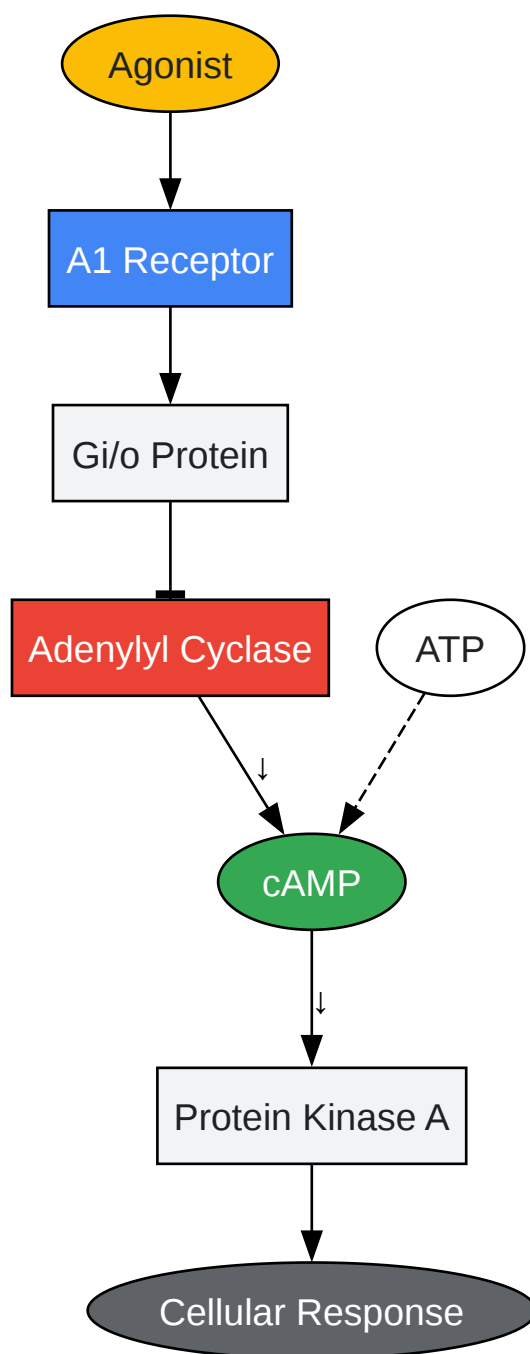 Agonist
A1 Receptor
Gi/o Protein
Adenylyl Cyclase
ATP
↓
cAMP
↓
Protein Kinase A
Cellular Response